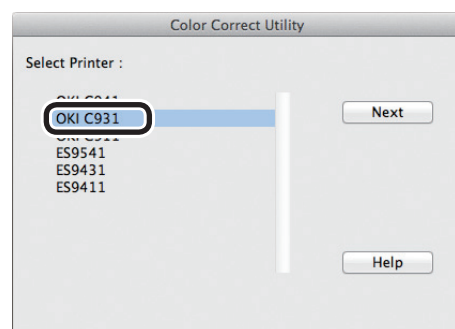 Color Correct Utility
Select Printer :
OKI C931
Next
ES9541
ES9431
ES9411
Help